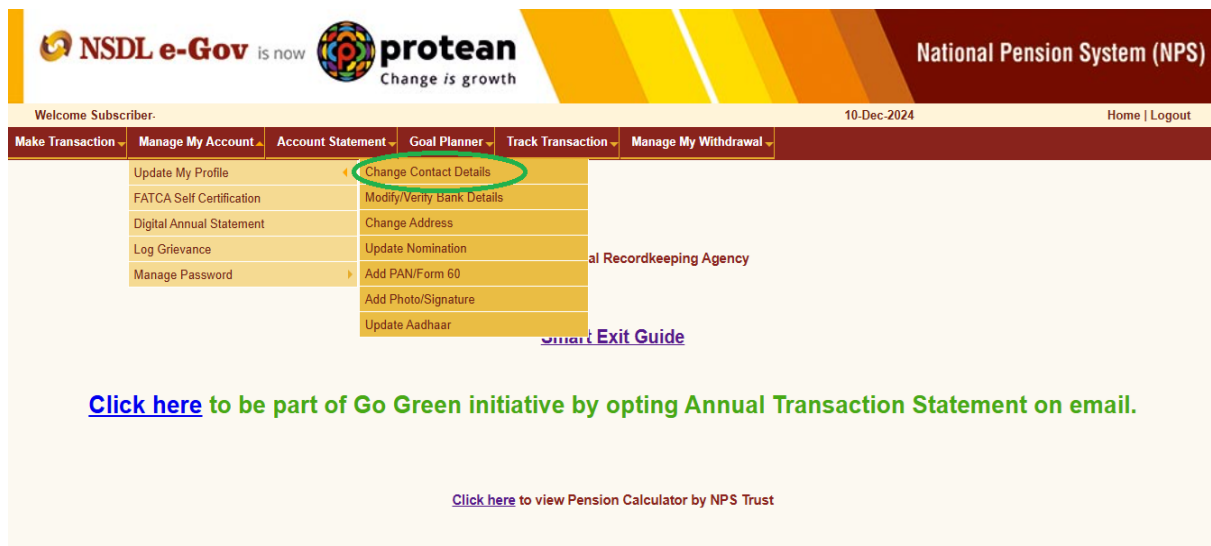 NSDL e-Gov is now protean
Change is growth
National Pension System (NPS)
Welcome Subscriber-
10-Dec-2024
Home | Logout
Make Transaction Manage My Account Account Statement Goal Planner Track Transaction Manage My Withdrawal
Update My Profile
FATCA Self Certification
Digital Annual Statement
Log Grievance
Manage Password
Change Contact Details
Modify/Verify Bank Details
Change Address
Update Nomination
Add PAN/Form 60
Add Photo/Signature
Update Aadhaar
al Recordkeeping Agency
Smart Exit Guide
Click here to be part of Go Green initiative by opting Annual Transaction Statement on email.
Click here to view Pension Calculator by NPS Trust